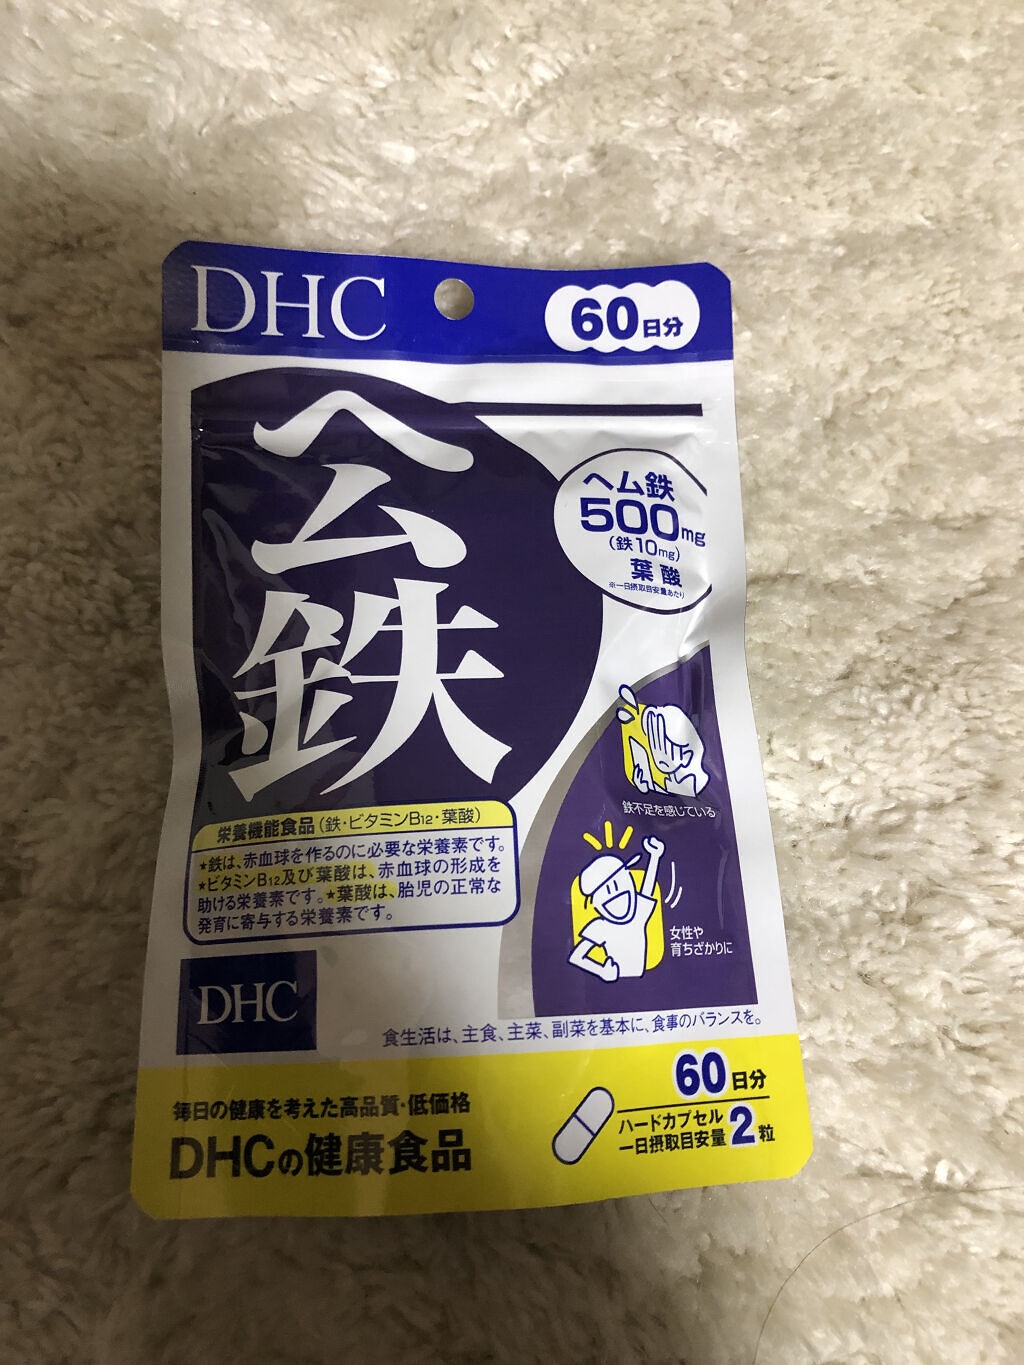 DHC
60日分
ヘム鉄
ヘム鉄
500mg
(鉄10mg)
葉酸
※一日摂取目安量あたり
鉄不足を感じている
栄養機能食品(鉄・ビタミンB12・葉酸)
★鉄は、赤血球を作るのに必要な栄養素です。
★ビタミンB12及び葉酸は、赤血球の形成を
助ける栄養素です。★葉酸は、胎児の正常な
発育に寄与する栄養素です。
女性や
育ちざかりに
DHC
食生活は、主食、主菜、副菜を基本に、食事のバランスを。
毎日の健康を考えた高品質・低価格
DHCの健康食品
60日分
ハードカプセル
一日摂取目安量2粒